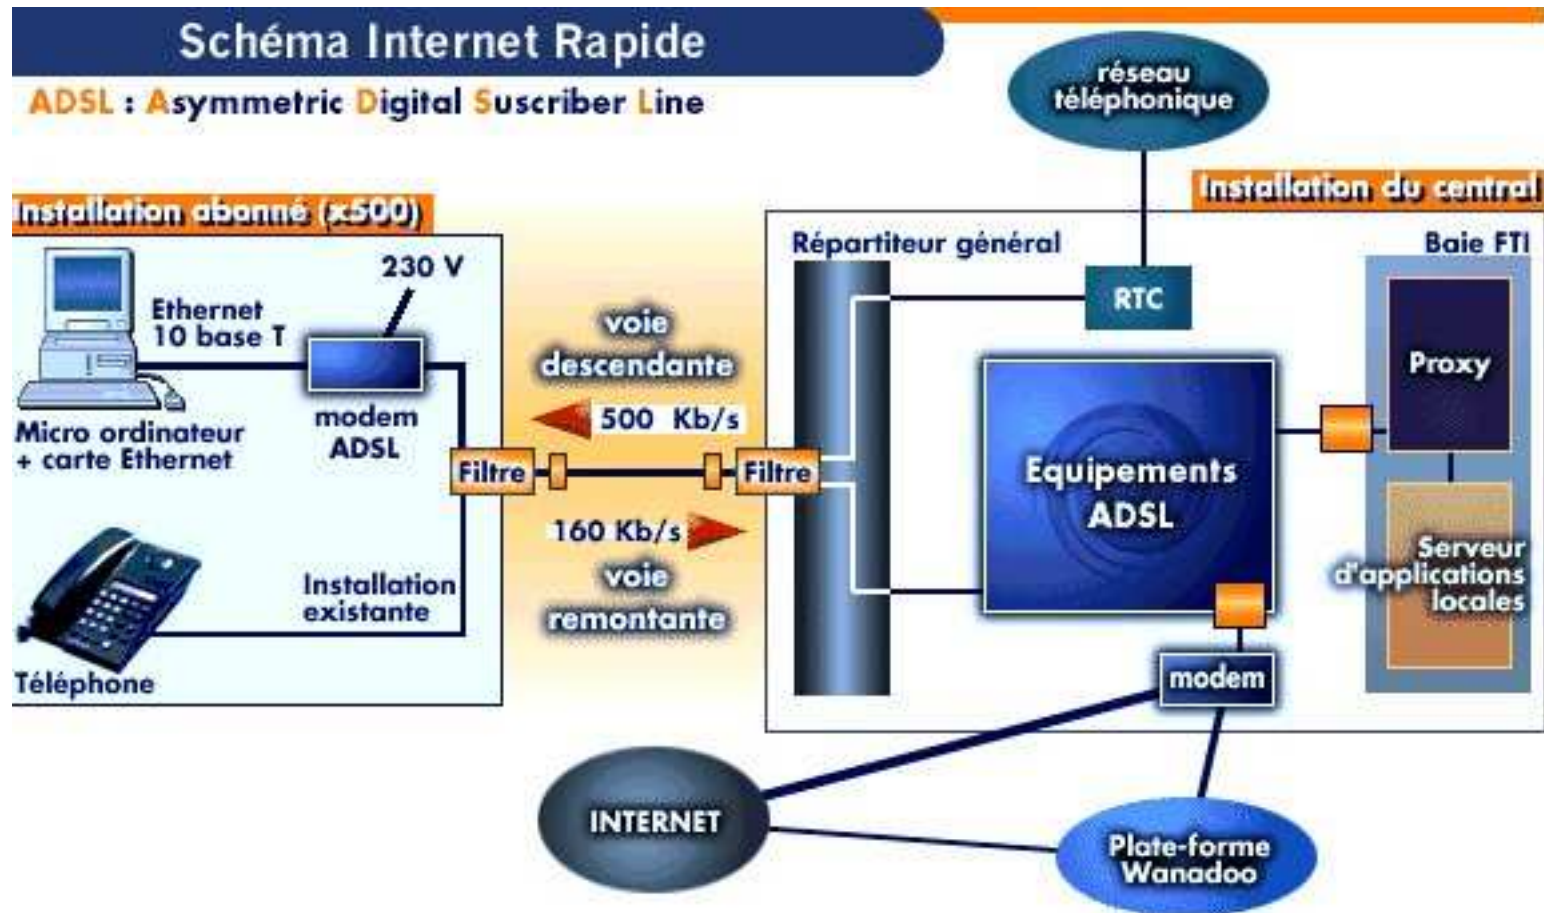 Schéma Internet Rapide
ADSL : Asymmetric Digital Suscriber Line
réseau
téléphonique
Installation abonné (x500)
Installation du central
230 V
Ethernet
10 base T
modem
ADSL
Micro ordinateur
+ carte Ethernet
Filtre
Installation
existante
Téléphone
voie
descendante
500 Kb/s
160 Kb/s
voie
remontante
Filtre
Répartiteur général
RTC
Equipements
ADSL
modem
Baie FTI
Proxy
Serveur
d'applications
locales
INTERNET
Plate-forme
Wanadoo